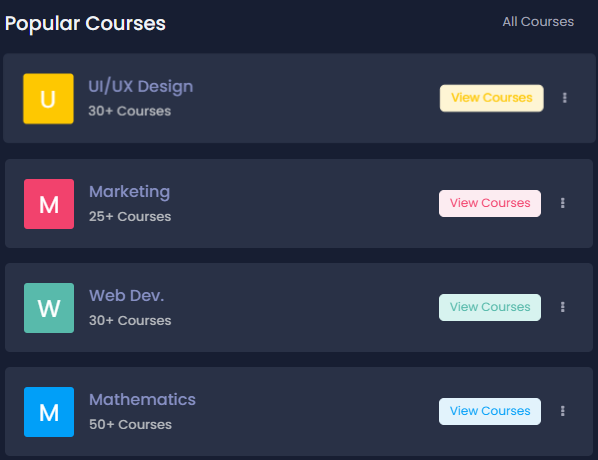 Popular Courses
All Courses
U
UI/UX Design
30+ Courses
View Courses
M
Marketing
25+ Courses
View Courses
W
Web Dev.
30+ Courses
View Courses
M
Mathematics
50+ Courses
View Courses